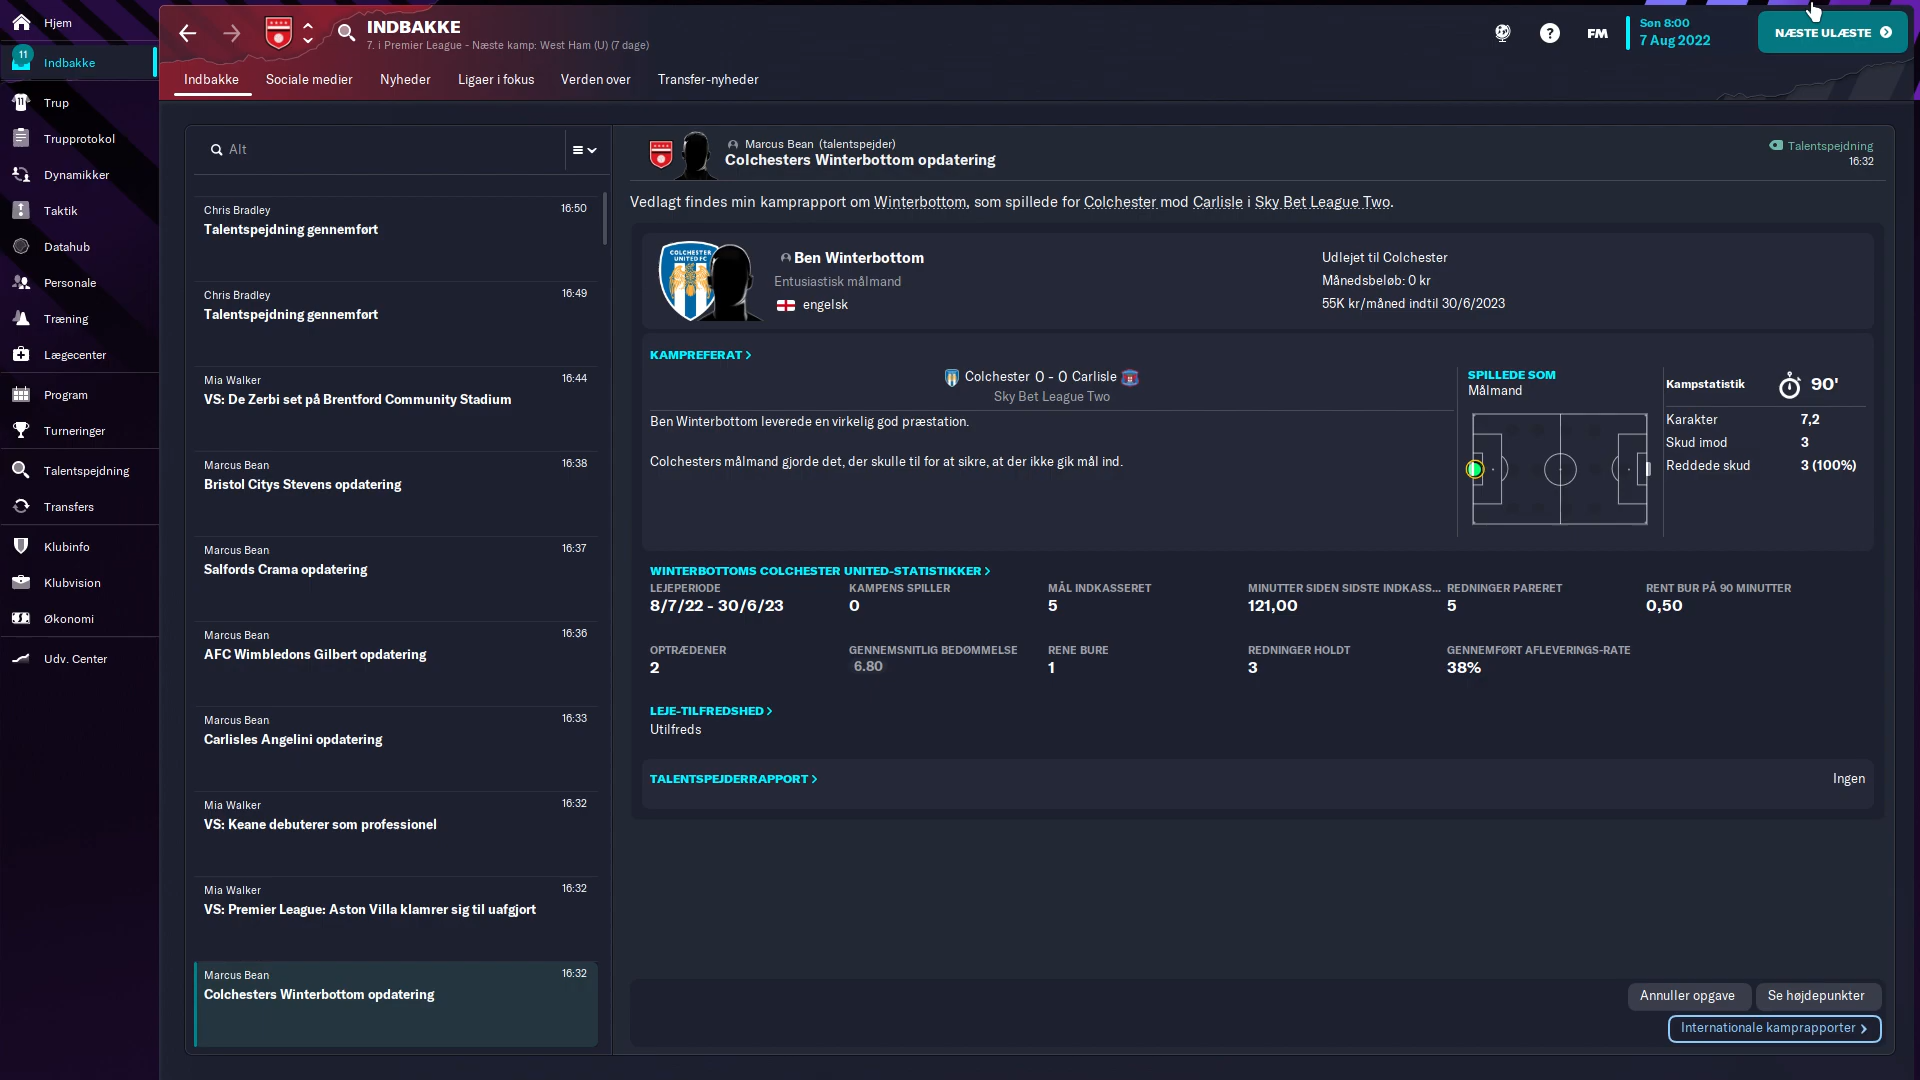 Hjem
11
Indbakke
Trup
Trupprotokol
Dynamikker
Taktik
Datahub
Personale
Træning
Lægecenter
Program
Turneringer
Talentspejdning
Transfers
Klubinfo
Klubvision
Økonomi
Udv. Center
INDBAKKE
7. i Premier League - Næste kamp: West Ham (U) (7 dage)
FM
Søn 8:00
7 Aug 2022
NÆSTE ULÆSTE
Indbakke Sociale medier Nyheder Ligaer i fokus Verden over Transfer-nyheder
Alt
Chris Bradley 16:50
Talentspejdning gennemført
Chris Bradley 16:49
Talentspejdning gennemført
Mia Walker 16:44
VS: De Zerbi set på Brentford Community Stadium
Marcus Bean 16:38
Bristol Citys Stevens opdatering
Marcus Bean 16:37
Salfords Crama opdatering
Marcus Bean 16:36
AFC Wimbledons Gilbert opdatering
Marcus Bean 16:33
Carlisles Angelini opdatering
Mia Walker 16:32
VS: Keane debuterer som professionel
Mia Walker 16:32
VS: Premier League: Aston Villa klamrer sig til uafgjort
Marcus Bean 16:32
Colchesters Winterbottom opdatering
Marcus Bean (talentspejder)
Colchesters Winterbottom opdatering
Talentspejdning
16:32
Vedlagt findes min kamprapport om Winterbottom, som spillede for Colchester mod Carlisle i Sky Bet League Two.
COLCHESTER
UNITED FC
Ben Winterbottom
Entusiastisk målmand
engelsk
Udlejet til Colchester
Månedsbeløb: 0 kr
55K kr/måned indtil 30/6/2023
KAMPREFERAT >
Colchester 0 - 0 Carlisle
Sky Bet League Two
Ben Winterbottom leverede en virkelig god præstation.
Colchesters målmand gjorde det, der skulle til for at sikre, at der ikke gik mål ind.
SPILLEDE SOM
Målmand
Kampstatistik 90'
Karakter 7,2
Skud imod 3
Reddede skud 3 (100%)
WINTERBOTTOMS COLCHESTER UNITED-STATISTIKKER >
LEJEPERIODE KAMPENS SPILLER MÅL INDKASSERET MINUTTER SIDEN SIDSTE INDKASS... REDNINGER PARERET RENT BUR PÅ 90 MINUTTER
8/7/22 - 30/6/23 0 5 121,00 5 0,50
OPTRÆDENER GENNEMSNITLIG BEDØMMELSE RENE BURE REDNINGER HOLDT GENNEMFØRT AFLEVERINGS-RATE
2 6.80 1 3 38%
LEJE-TILFREDSHED >
Utilfreds
TALENTSPEJDERRAPPORT > Ingen
Annuller opgave Se højdepunkter
Internationale kamprapporter >